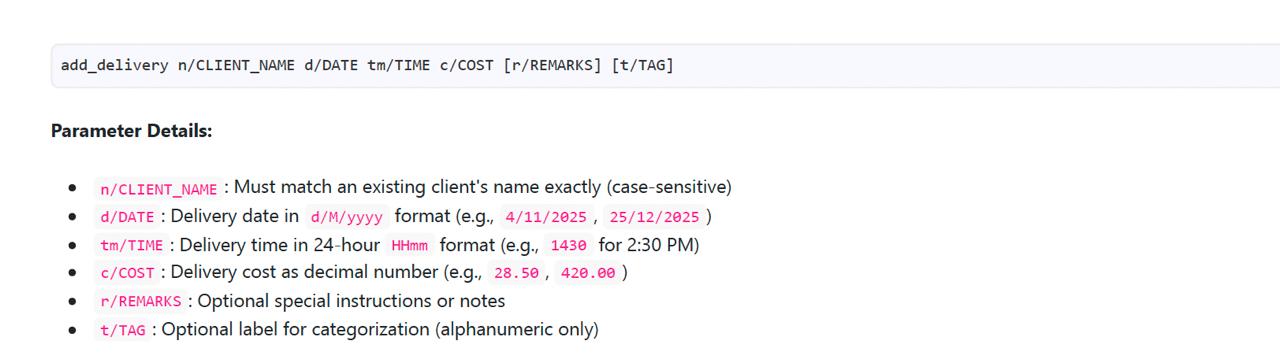 add_delivery n/CLIENT_NAME d/DATE tm/TIME c/COST [r/REMARKS] [t/TAG]
Parameter Details:
n/CLIENT_NAME : Must match an existing client's name exactly (case-sensitive)
d/DATE : Delivery date in d/M/yyyy format (e.g., 4/11/2025 , 25/12/2025 )
tm/TIME : Delivery time in 24-hour HHmm format (e.g., 1430 for 2:30 PM)
c/COST : Delivery cost as decimal number (e.g., 28.50 , 420.00 )
r/REMARKS : Optional special instructions or notes
t/TAG : Optional label for categorization (alphanumeric only)